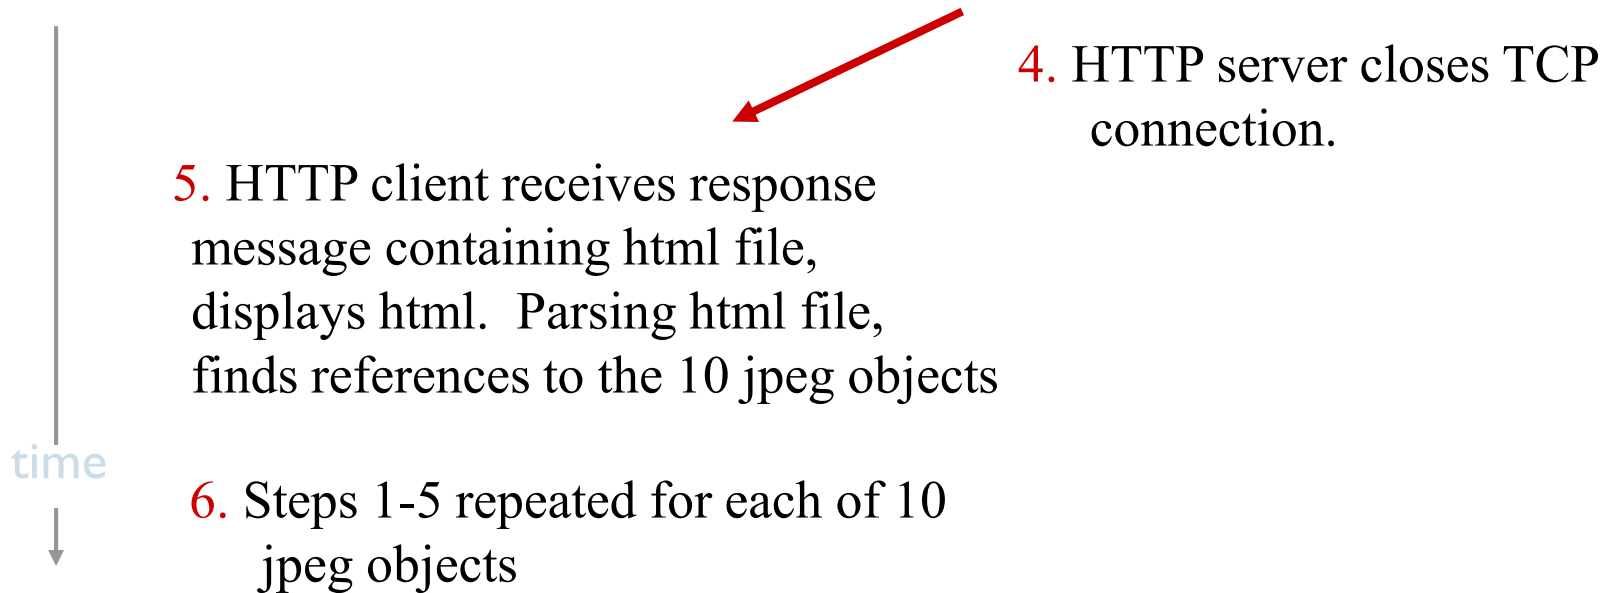 4. HTTP server closes TCP
connection.
5. HTTP client receives response
message containing html file,
displays html.  Parsing html file,
finds references to the 10 jpeg objects
time
6. Steps 1-5 repeated for each of 10
jpeg objects